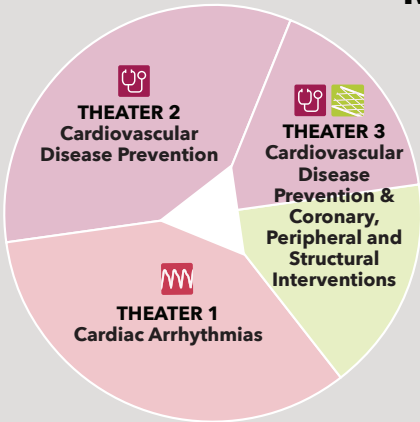 THEATER 2
Cardiovascular
Disease Prevention
THEATER 3
Cardiovascular
Disease
Prevention &
Coronary,
Peripheral and
Structural
Interventions
THEATER 1
Cardiac Arrhythmias